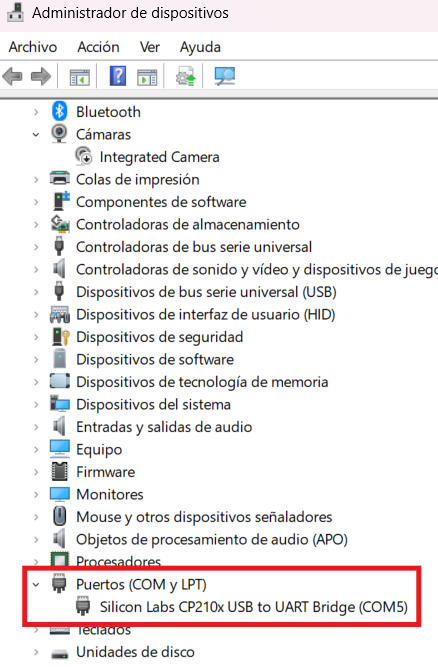 Administrador de dispositivos
Archivo Acción Ver Ayuda
Bluetooth
Cámaras
Integrated Camera
Colas de impresión
Componentes de software
Controladoras de almacenamiento
Controladoras de bus serie universal
Controladoras de sonido y vídeo y dispositivos de juego
Dispositivos de bus serie universal (USB)
Dispositivos de interfaz de usuario (HID)
Dispositivos de seguridad
Dispositivos de software
Dispositivos de tecnología de memoria
Dispositivos del sistema
Entradas y salidas de audio
Equipo
Firmware
Monitores
Mouse y otros dispositivos señaladores
Objetos de procesamiento de audio (APO)
Procesadores
Puertos (COM y LPT)
Silicon Labs CP210x USB to UART Bridge (COM5)
Teclados
Unidades de disco